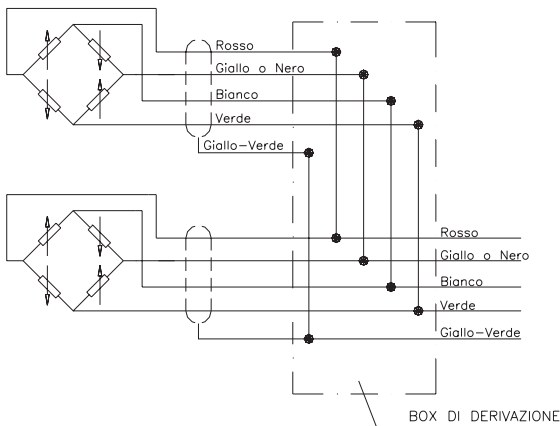 Rosso
Giallo o Nero
Bianco
Verde
Giallo-Verde
Rosso
Giallo o Nero
Bianco
Verde
Giallo-Verde
BOX DI DERIVAZIONE